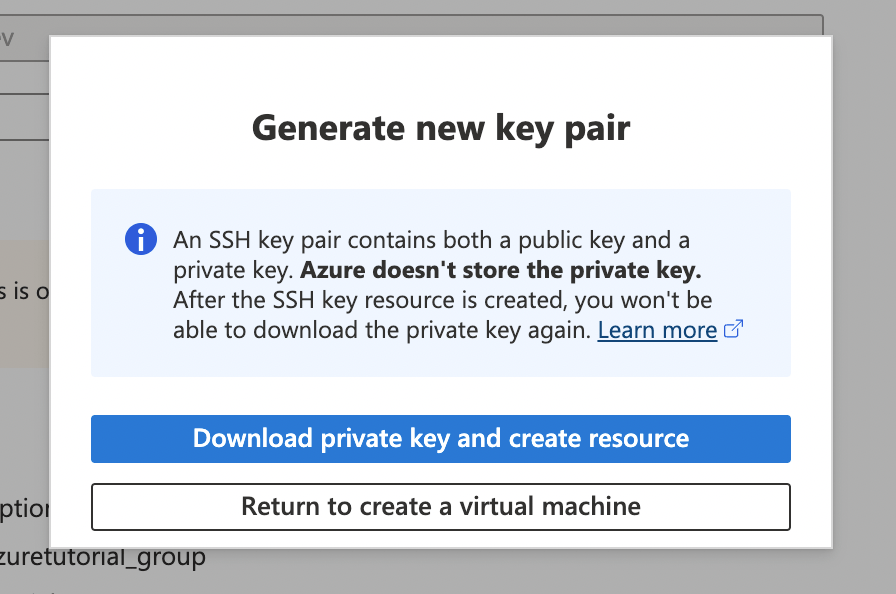 Generate new key pair
An SSH key pair contains both a public key and a
private key. Azure doesn't store the private key.
After the SSH key resource is created, you won't be
able to download the private key again. Learn more
Download private key and create resource
Return to create a virtual machine
s is o
ption
zuretutorial_group